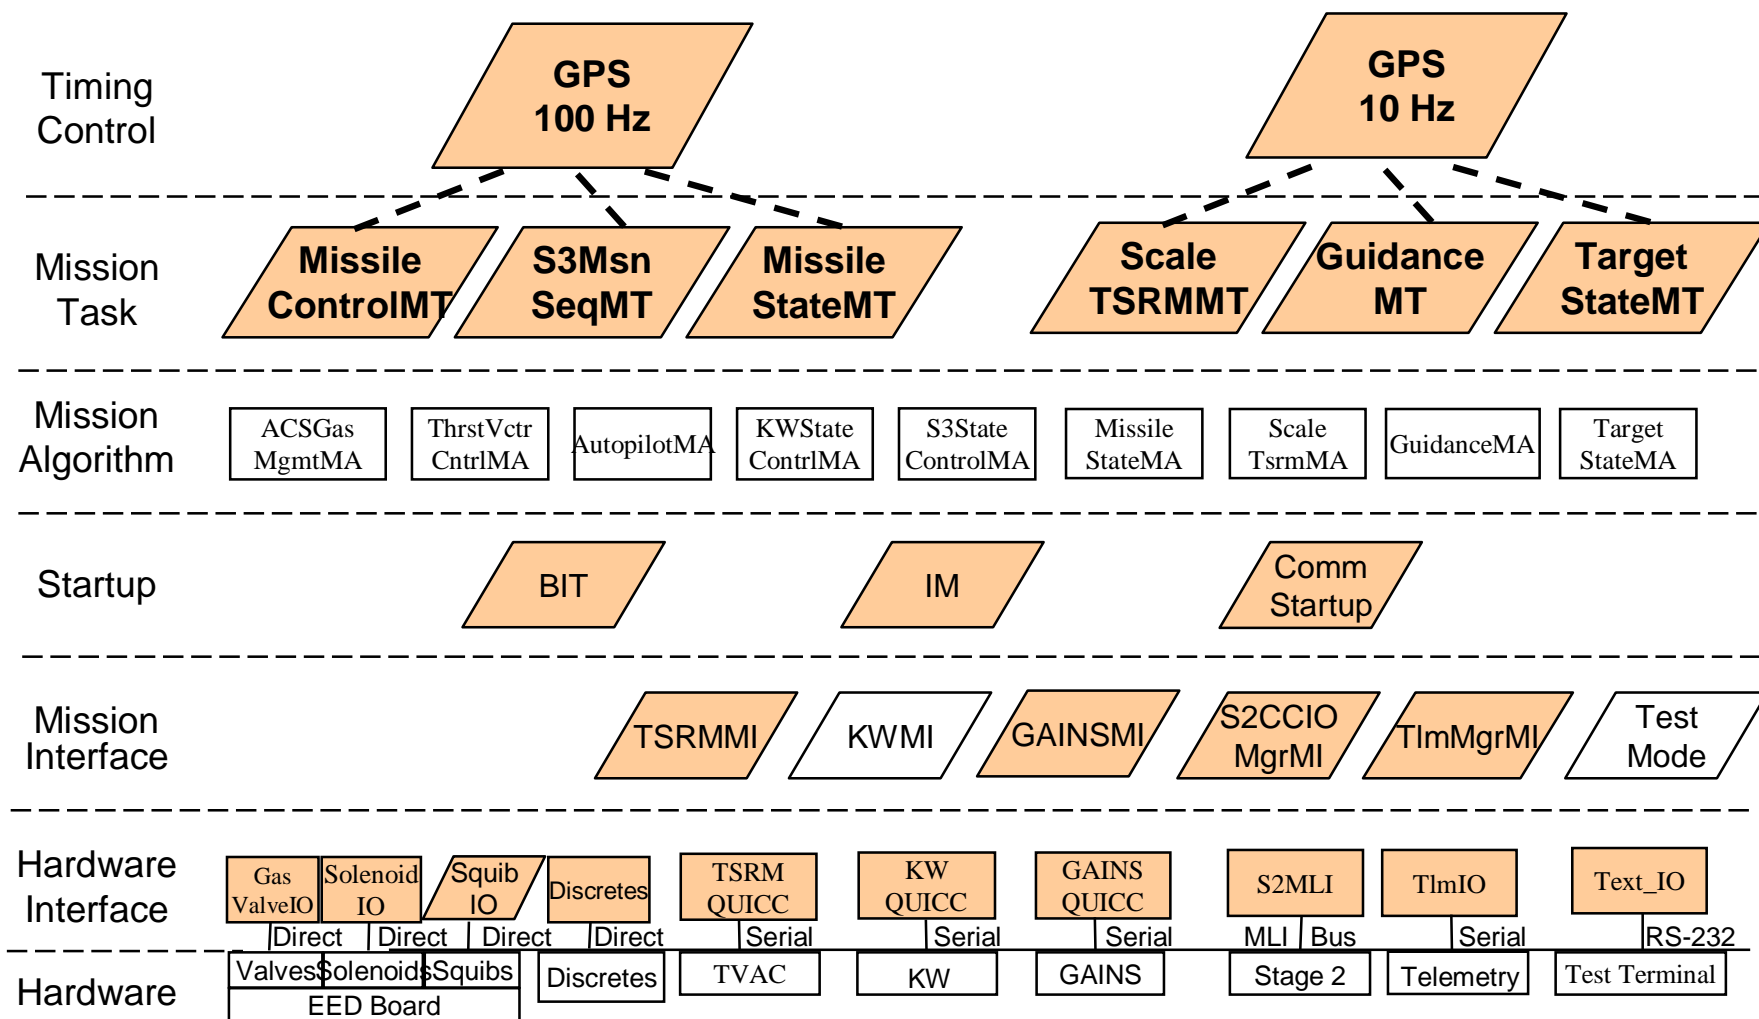 Timing
Control
GPS
100 Hz
GPS
10 Hz
Mission
Task
Missile
ControlMT
S3Msn
SeqMT
Missile
StateMT
Scale
TSRMMT
Guidance
MT
Target
StateMT
Mission
Algorithm
ACSGas
MgmtMA
ThrstVctr
CntrlMA
AutopilotMA
KWState
ContrlMA
S3State
ControlMA
Missile
StateMA
Scale
TsrmMA
GuidanceMA
Target
StateMA
Startup
BIT
IM
Comm
Startup
Mission
Interface
TSRMMI
KWMI
GAINSMI
S2CCIO
MgrMI
TlmMgrMI
Test
Mode
Hardware
Interface
Gas
ValveIO
Solenoid
IO
Squib
IO
Discretes
TSRM
QUICC
KW
QUICC
GAINS
QUICC
S2MLI
TlmIO
Text_IO
Direct
Direct
Direct
Direct
Serial
Serial
Serial
MLI Bus
Serial
RS-232
Hardware
Valves
Solenoids
Squibs
EED Board
Discretes
TVAC
KW
GAINS
Stage 2
Telemetry
Test Terminal